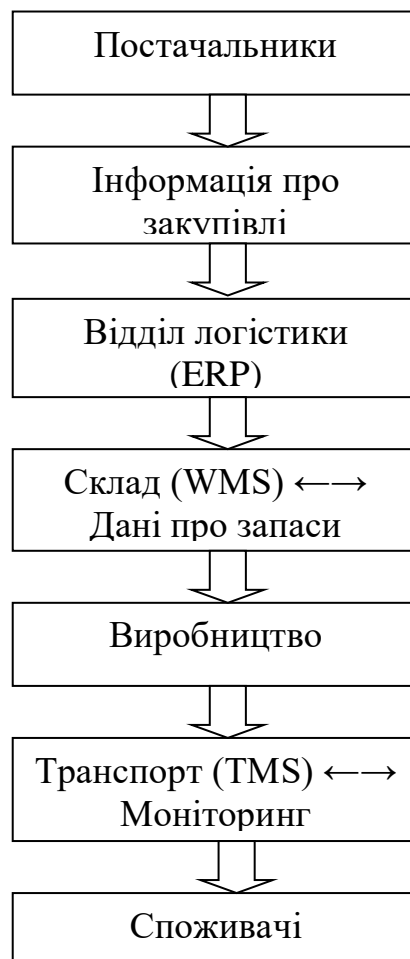 Постачальники
Інформація про
закупівлі
Відділ логістики
(ERP)
Склад (WMS) ←→
Дані про запаси
Виробництво
Транспорт (TMS) ←→
Моніторинг
Споживачі